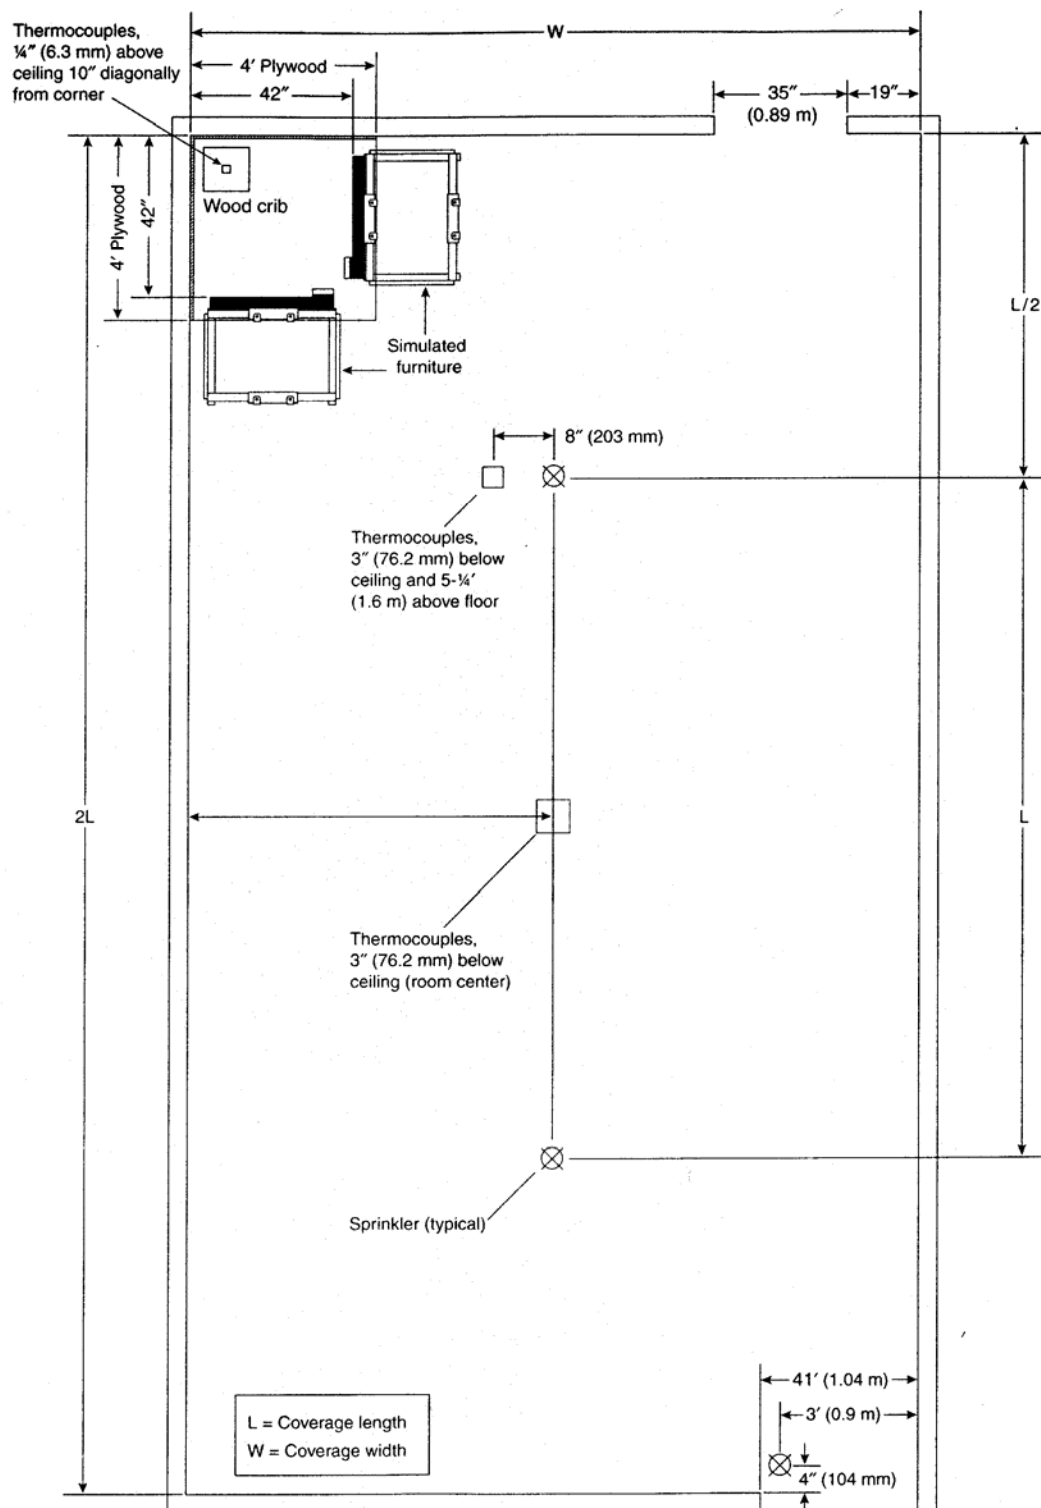 Thermocouples,
¼″ (6.3 mm) above
ceiling 10″ diagonally
from corner
W
4′ Plywood
42″
35″
(0.89 m)
19″
4′ Plywood
42″
Wood crib
L/2
Simulated
furniture
8″ (203 mm)
Thermocouples,
3″ (76.2 mm) below
ceiling and 5-¼′
(1.6 m) above floor
2L
L
Thermocouples,
3″ (76.2 mm) below
ceiling (room center)
Sprinkler (typical)
41′ (1.04 m)
3′ (0.9 m)
4″ (104 mm)
L = Coverage length
W = Coverage width